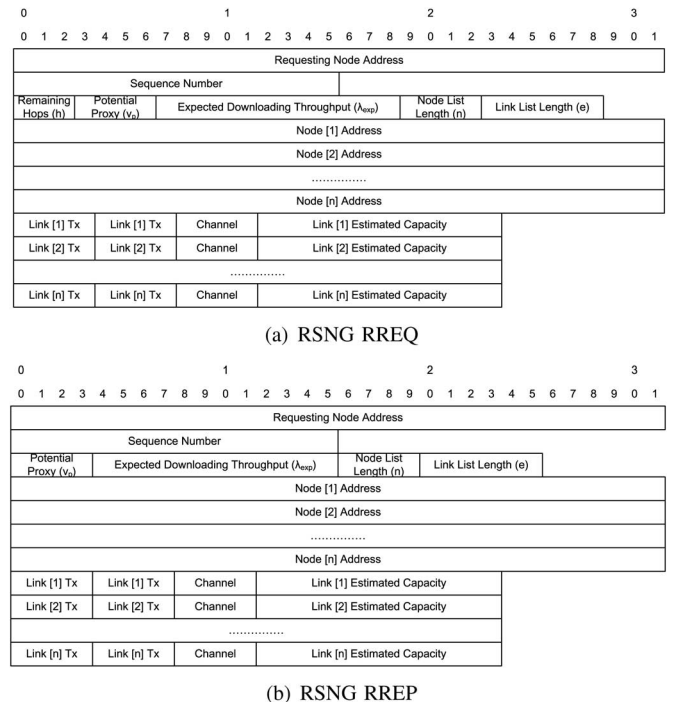 0 1 2 3
0 1 2 3 4 5 6 7 8 9 0 1 2 3 4 5 6 7 8 9 0 1 2 3 4 5 6 7 8 9 0 1
Requesting Node Address
Sequence Number
Remaining Hops (h) Potential Proxy (vp) Expected Downloading Throughput (λexp) Node List Length (n) Link List Length (e)
Node [1] Address
Node [2] Address
...............
Node [n] Address
Link [1] Tx Link [1] Tx Channel Link [1] Estimated Capacity
Link [2] Tx Link [2] Tx Channel Link [2] Estimated Capacity
...............
Link [n] Tx Link [n] Tx Channel Link [n] Estimated Capacity
(a) RSNG RREQ
0 1 2 3
0 1 2 3 4 5 6 7 8 9 0 1 2 3 4 5 6 7 8 9 0 1 2 3 4 5 6 7 8 9 0 1
Requesting Node Address
Sequence Number
Potential Proxy (vp) Expected Downloading Throughput (λexp) Node List Length (n) Link List Length (e)
Node [1] Address
Node [2] Address
...............
Node [n] Address
Link [1] Tx Link [1] Tx Channel Link [1] Estimated Capacity
Link [2] Tx Link [2] Tx Channel Link [2] Estimated Capacity
...............
Link [n] Tx Link [n] Tx Channel Link [n] Estimated Capacity
(b) RSNG RREP